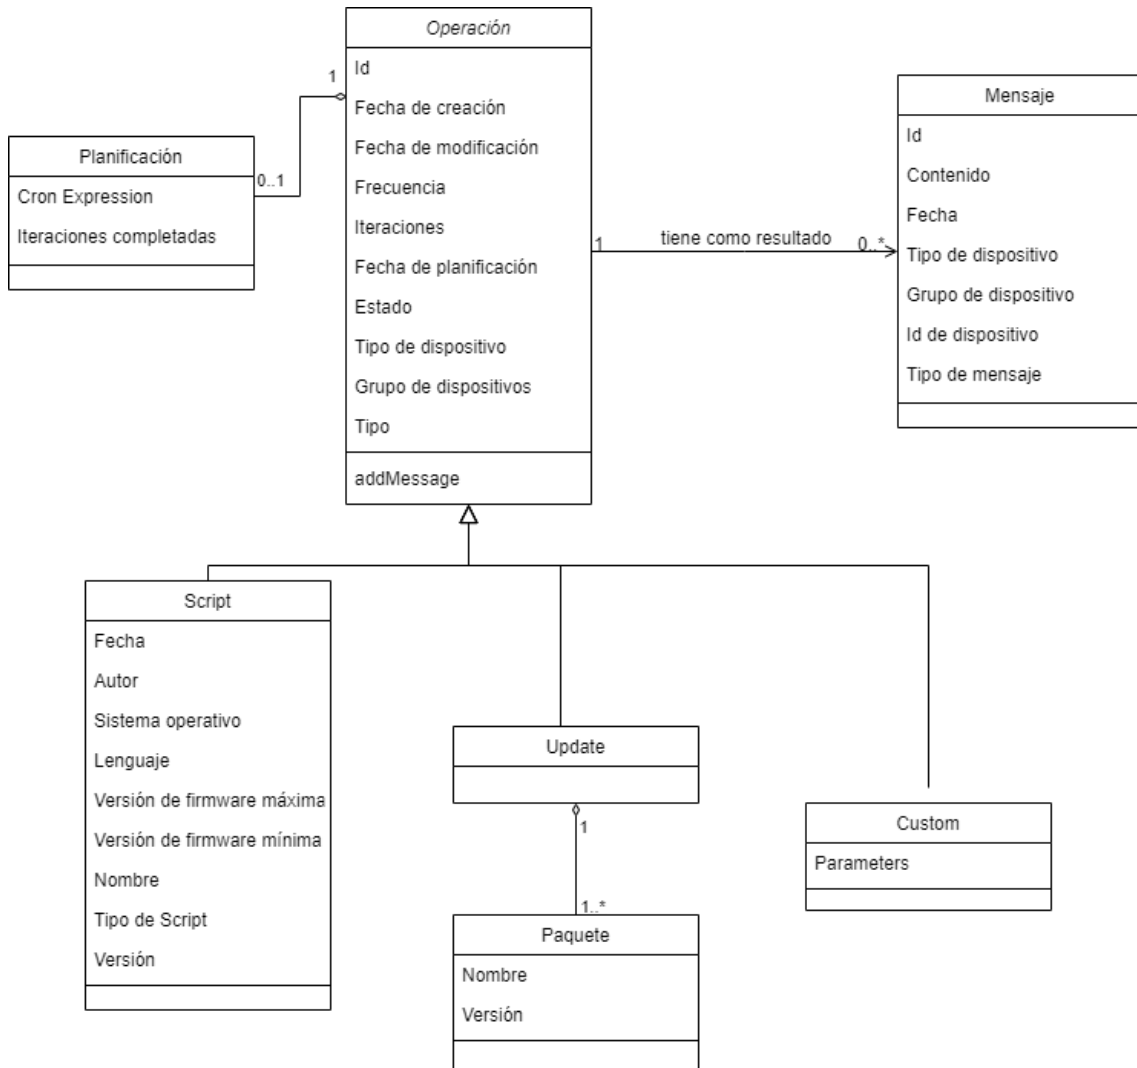 Operación
Id
Fecha de creación
Fecha de modificación
Frecuencia
Iteraciones
Fecha de planificación
Estado
Tipo de dispositivo
Grupo de dispositivos
Tipo
addMessage
1
0..1
Planificación
Cron Expression
Iteraciones completadas
1
tiene como resultado
0..*
Mensaje
Id
Contenido
Fecha
Tipo de dispositivo
Grupo de dispositivo
Id de dispositivo
Tipo de mensaje
Script
Fecha
Autor
Sistema operativo
Lenguaje
Versión de firmware máxima
Versión de firmware mínima
Nombre
Tipo de Script
Versión
Update
1
1..*
Paquete
Nombre
Versión
Custom
Parameters